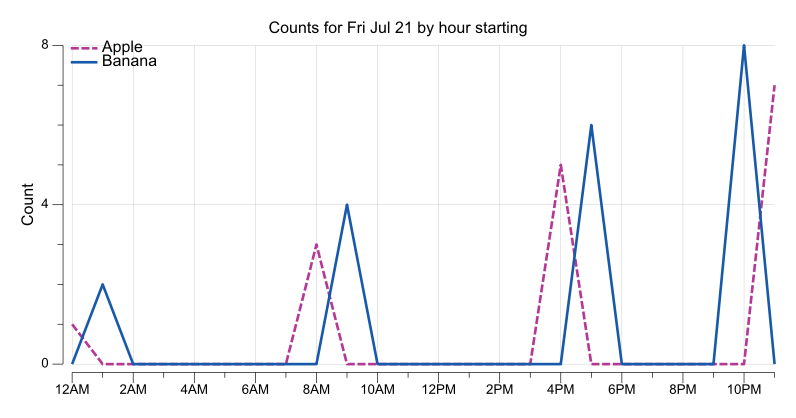 Counts for Fri Jul 21 by hour starting
Apple
Banana
Count
8
4
0
12AM 2AM 4AM 6AM 8AM 10AM 12PM 2PM 4PM 6PM 8PM 10PM